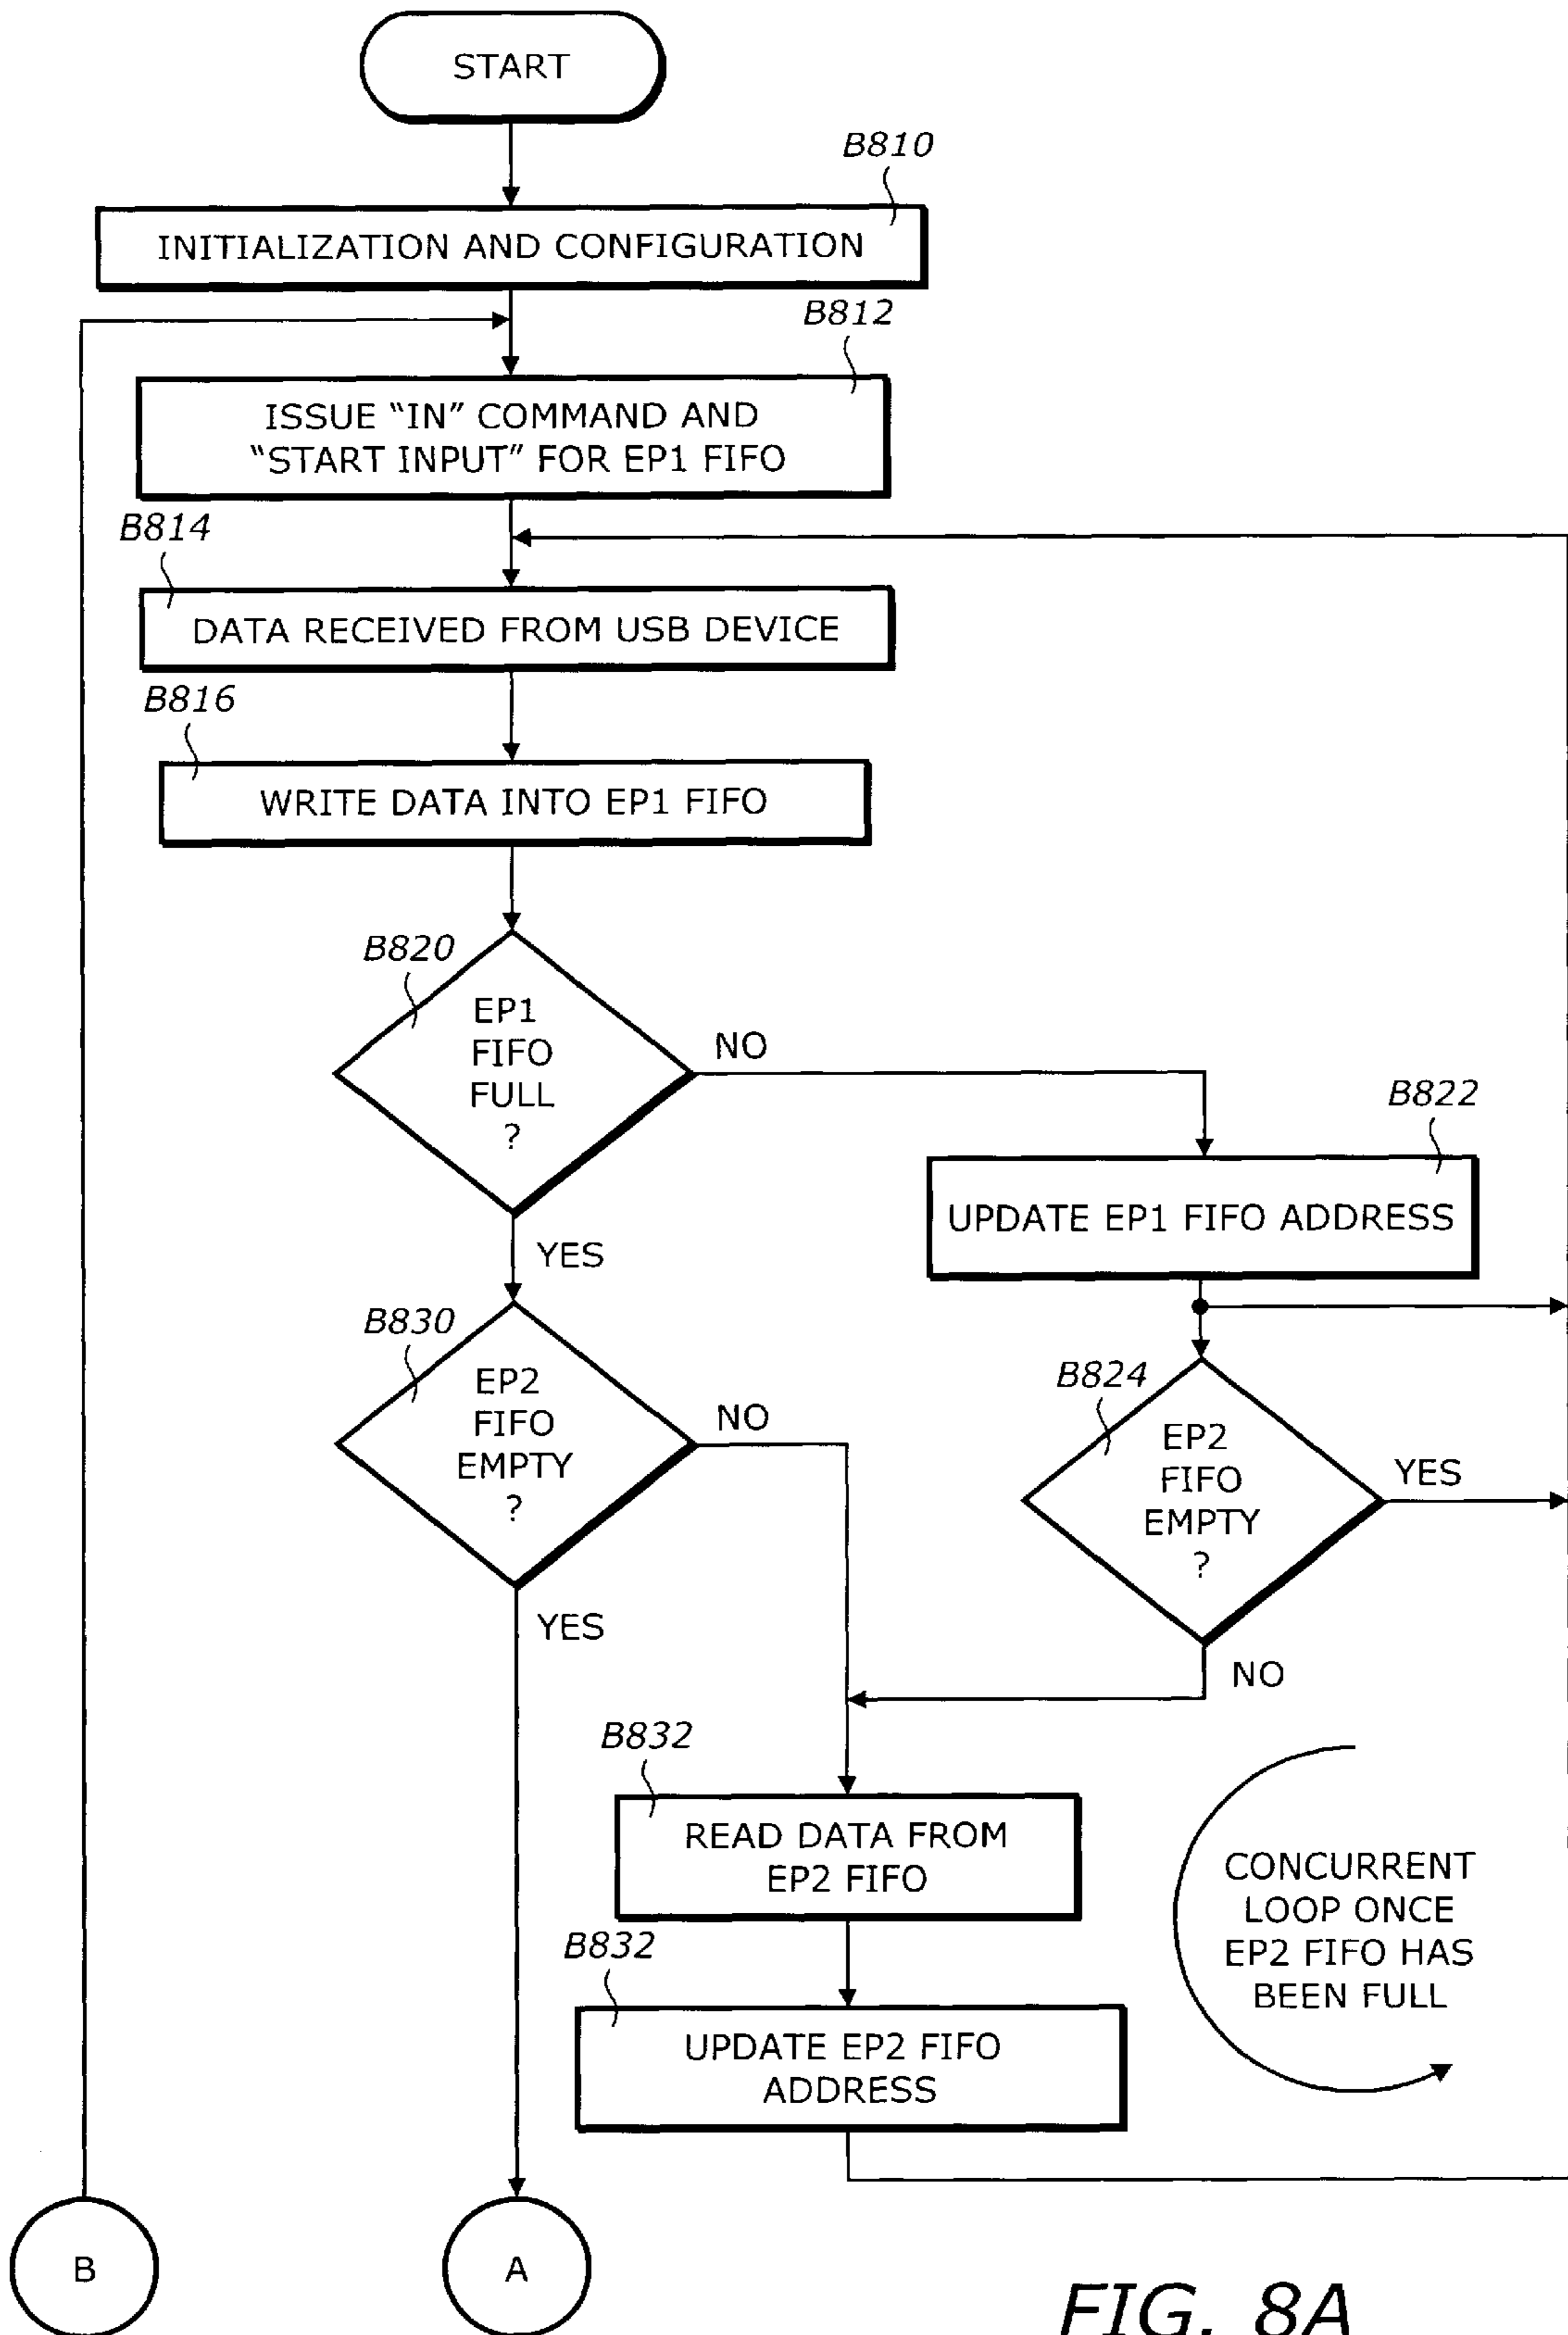 START
B810
INITIALIZATION AND CONFIGURATION
B812
ISSUE “IN” COMMAND AND
“START INPUT” FOR EP1 FIFO
B814
DATA RECEIVED FROM USB DEVICE
B816
WRITE DATA INTO EP1 FIFO
B820
EP1
FIFO
FULL
?
NO
YES
B822
UPDATE EP1 FIFO ADDRESS
B830
EP2
FIFO
EMPTY
?
NO
YES
B824
EP2
FIFO
EMPTY
?
YES
NO
B832
READ DATA FROM
EP2 FIFO
B832
UPDATE EP2 FIFO
ADDRESS
CONCURRENT
LOOP ONCE
EP2 FIFO HAS
BEEN FULL
B
A
FIG. 8A